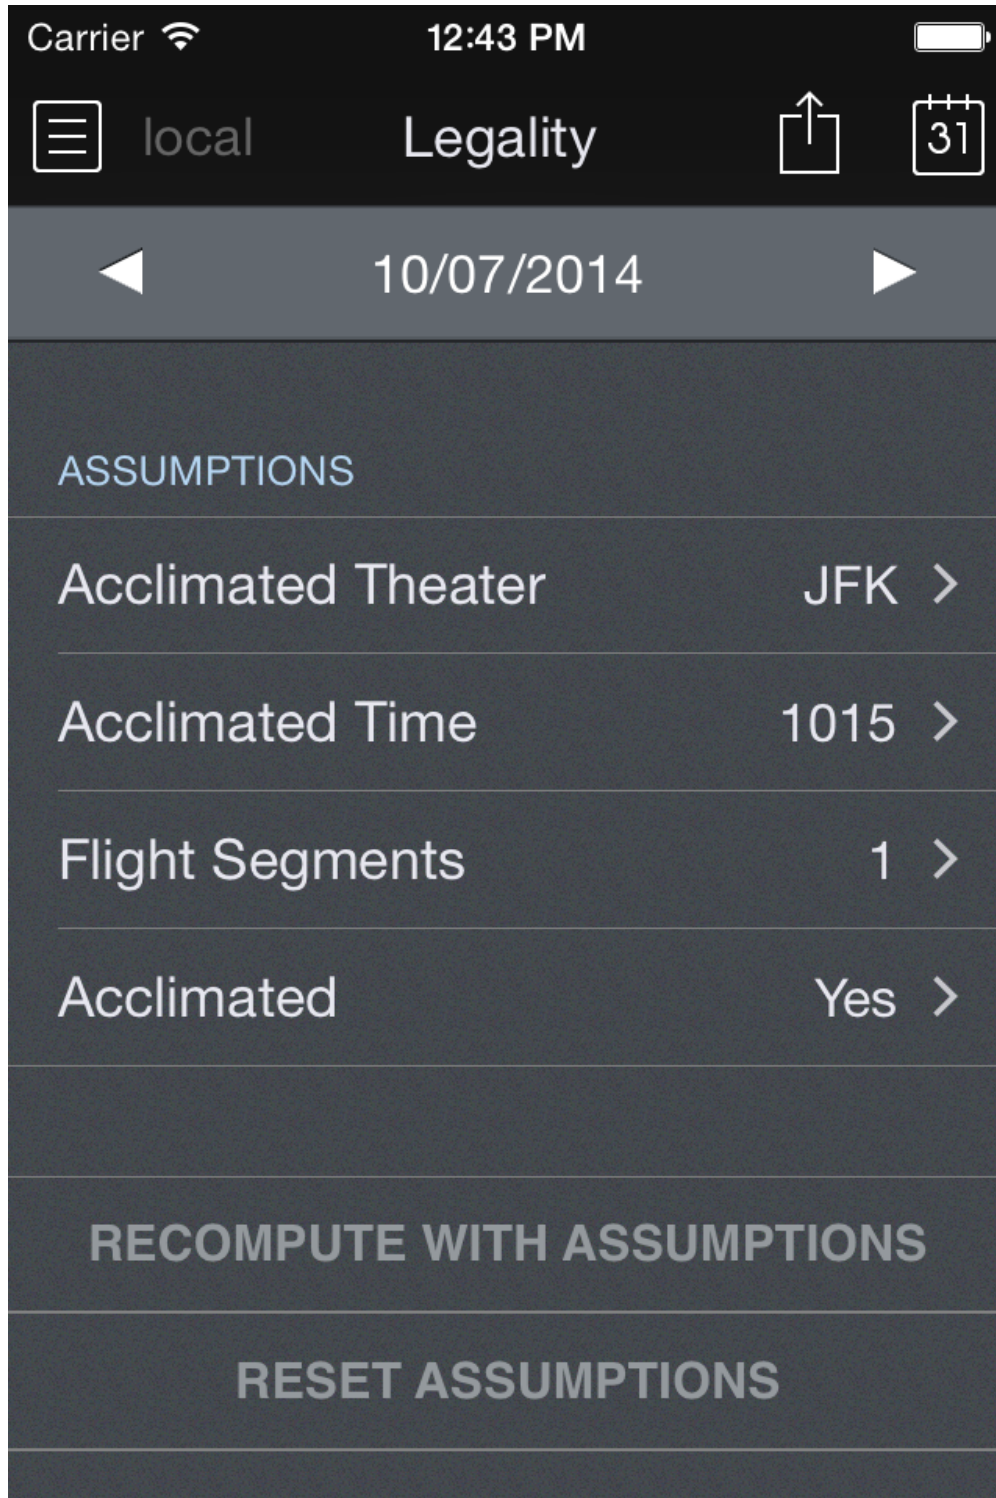 Carrier 12:43 PM
local Legality 31
10/07/2014
ASSUMPTIONS
Acclimated Theater JFK
Acclimated Time 1015
Flight Segments 1
Acclimated Yes
RECOMPUTE WITH ASSUMPTIONS
RESET ASSUMPTIONS